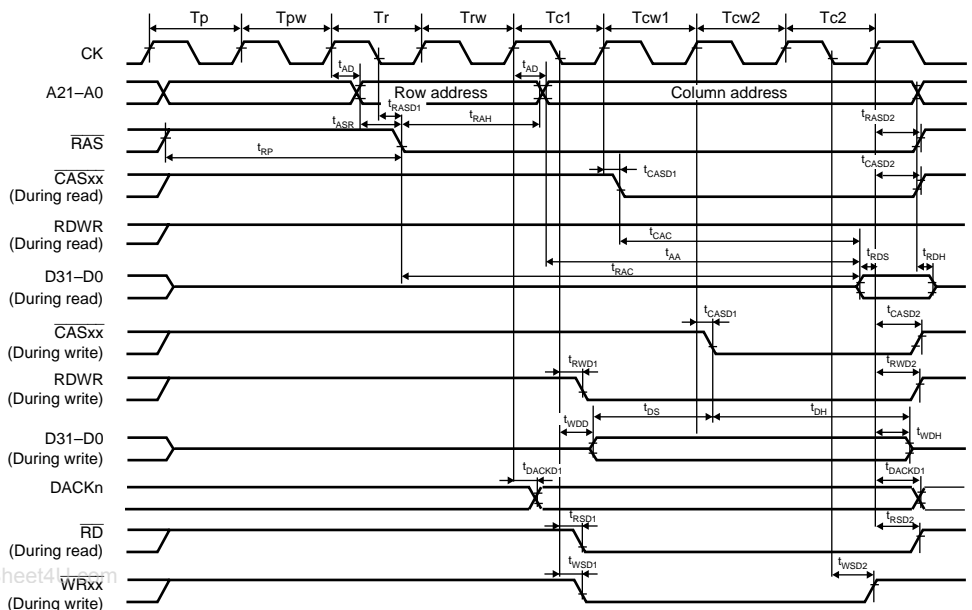 Tp Tpw Tr Trw Tc1 Tcw1 Tcw2 Tc2
CK
tAD tAD
A21–A0 Row address Column address
tRASD1 tRASD2
tASR tRAH
RAS
tRP
tCASD2
CASxx tCASD1
(During read)
RDWR
(During read) tCAC
tAA tRDS tRDH
D31–D0 tRAC
(During read)
tCASD1 tCASD2
CASxx
(During write)
RDWR tRWD1 tRWD2
(During write)
tDS tDH
tWDD tWDH
D31–D0
(During write)
tDACKD1 tDACKD1
DACKn
tRSD1 tRSD2
RD
(During read)
heet4U.com
tWSD1 tWSD2
WRxx
(During write)